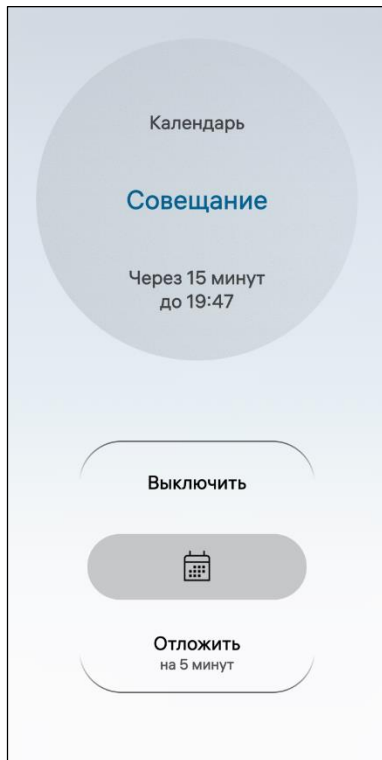 Календарь
Совещание
Через 15 минут
до 19:47
Выключить
Отложить
на 5 минут